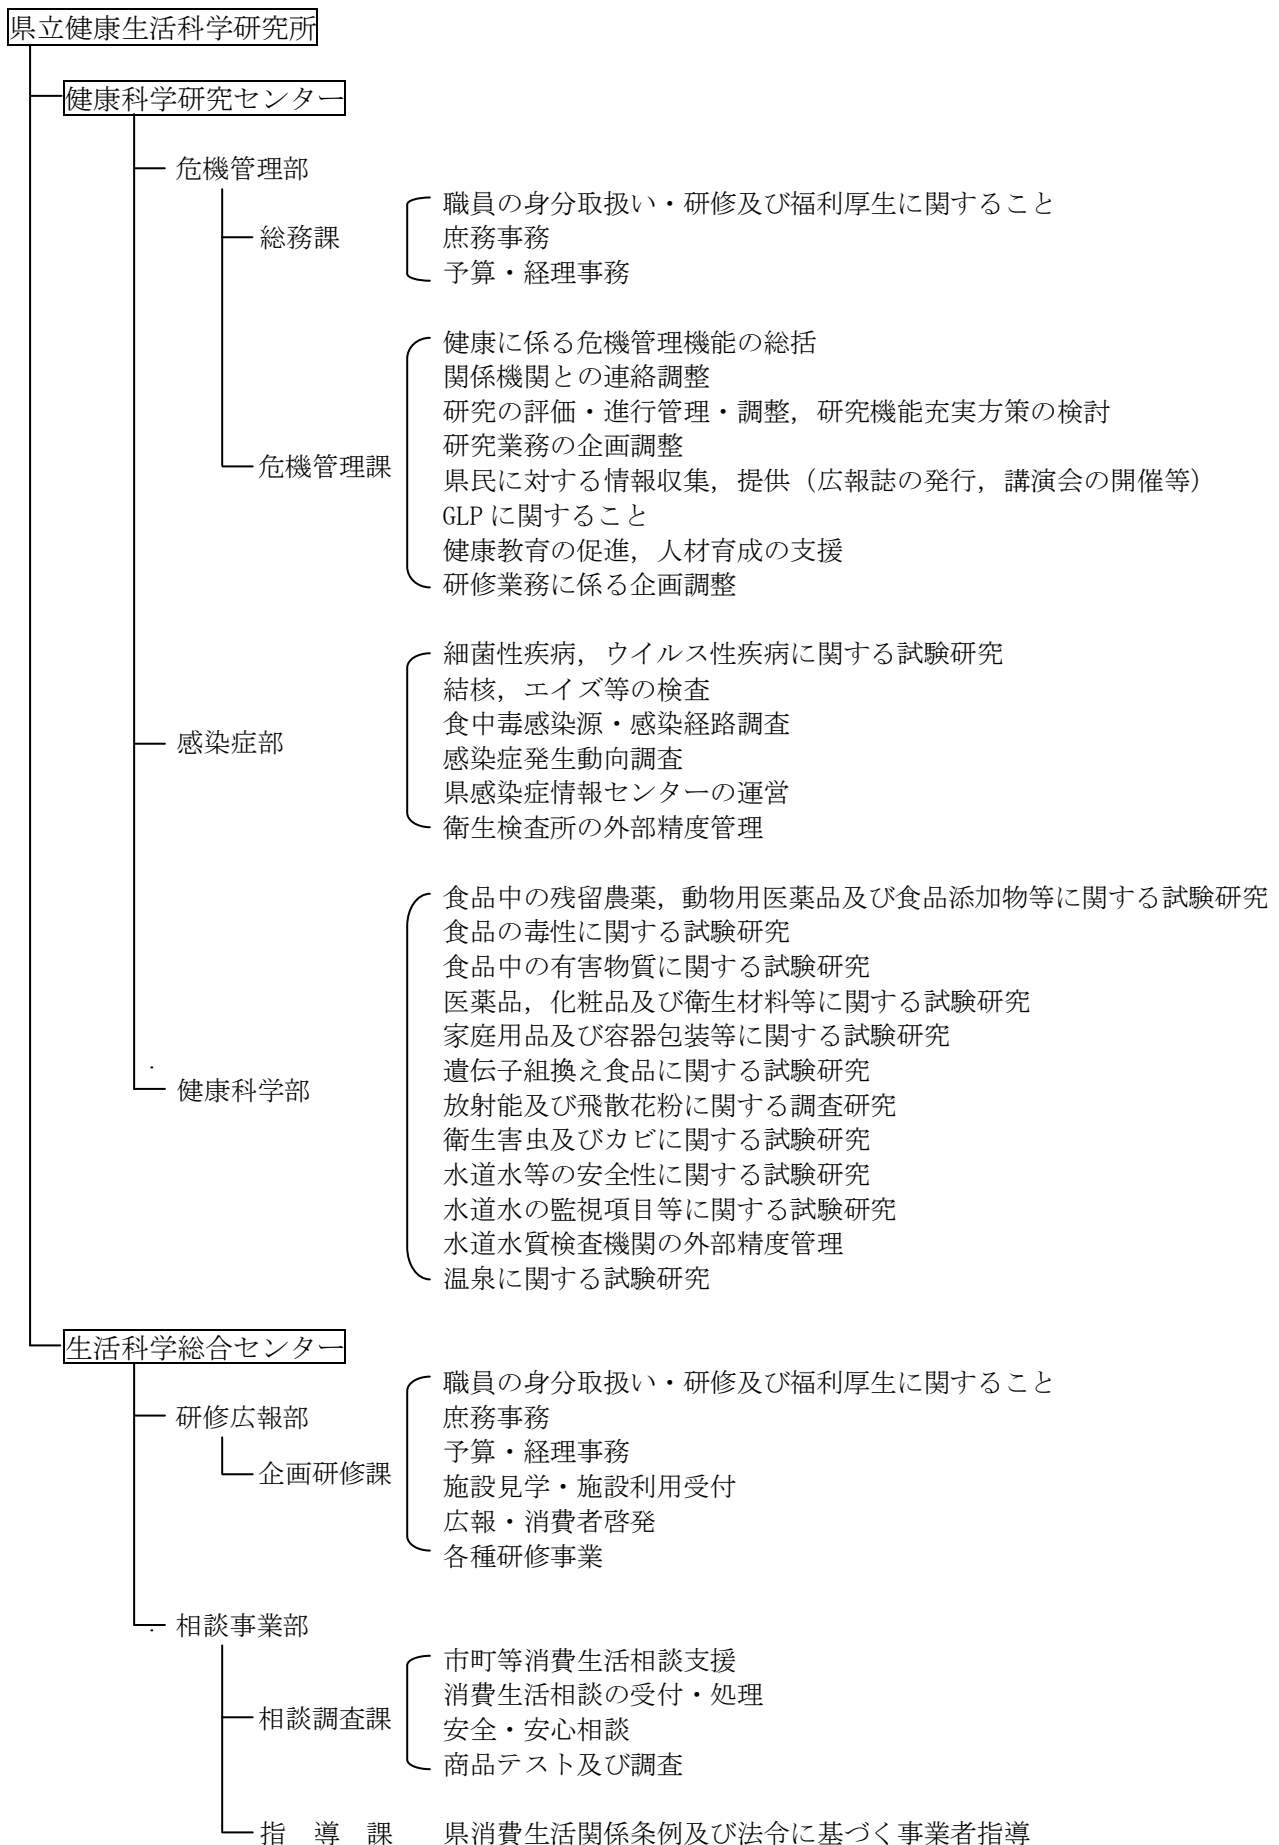 県立健康生活科学研究所
健康科学研究センター
危機管理部
総務課
職員の身分取扱い・研修及び福利厚生に関すること
庶務事務
予算・経理事務
危機管理課
健康に係る危機管理機能の総括
関係機関との連絡調整
研究の評価・進行管理・調整，研究機能充実方策の検討
研究業務の企画調整
県民に対する情報収集，提供（広報誌の発行，講演会の開催等）
GLPに関すること
健康教育の促進，人材育成の支援
研修業務に係る企画調整
感染症部
細菌性疾病，ウイルス性疾病に関する試験研究
結核，エイズ等の検査
食中毒感染源・感染経路調査
感染症発生動向調査
県感染症情報センターの運営
衛生検査所の外部精度管理
健康科学部
食品中の残留農薬，動物用医薬品及び食品添加物等に関する試験研究
食品の毒性に関する試験研究
食品中の有害物質に関する試験研究
医薬品，化粧品及び衛生材料等に関する試験研究
家庭用品及び容器包装等に関する試験研究
遺伝子組換え食品に関する試験研究
放射能及び飛散花粉に関する調査研究
衛生害虫及びカビに関する試験研究
水道水等の安全性に関する試験研究
水道水の監視項目等に関する試験研究
水道水質検査機関の外部精度管理
温泉に関する試験研究
生活科学総合センター
研修広報部
企画研修課
職員の身分取扱い・研修及び福利厚生に関すること
庶務事務
予算・経理事務
施設見学・施設利用受付
広報・消費者啓発
各種研修事業
相談事業部
相談調査課
市町等消費生活相談支援
消費生活相談の受付・処理
安全・安心相談
商品テスト及び調査
指　導　課
県消費生活関係条例及び法令に基づく事業者指導